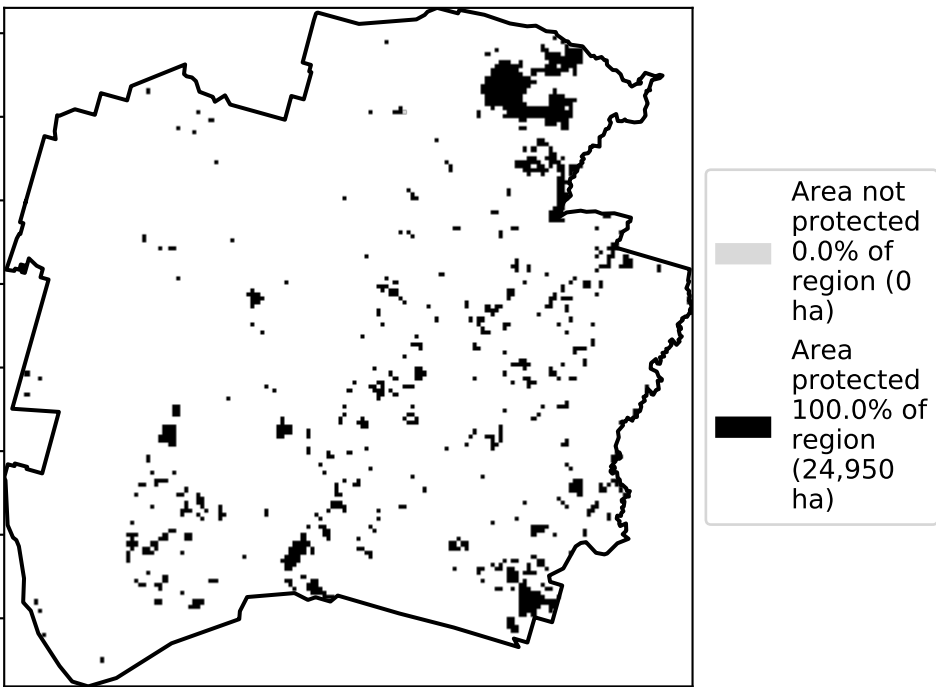 Area not
protected
0.0% of
region (0
ha)
Area
protected
100.0% of
region
(24,950
ha)